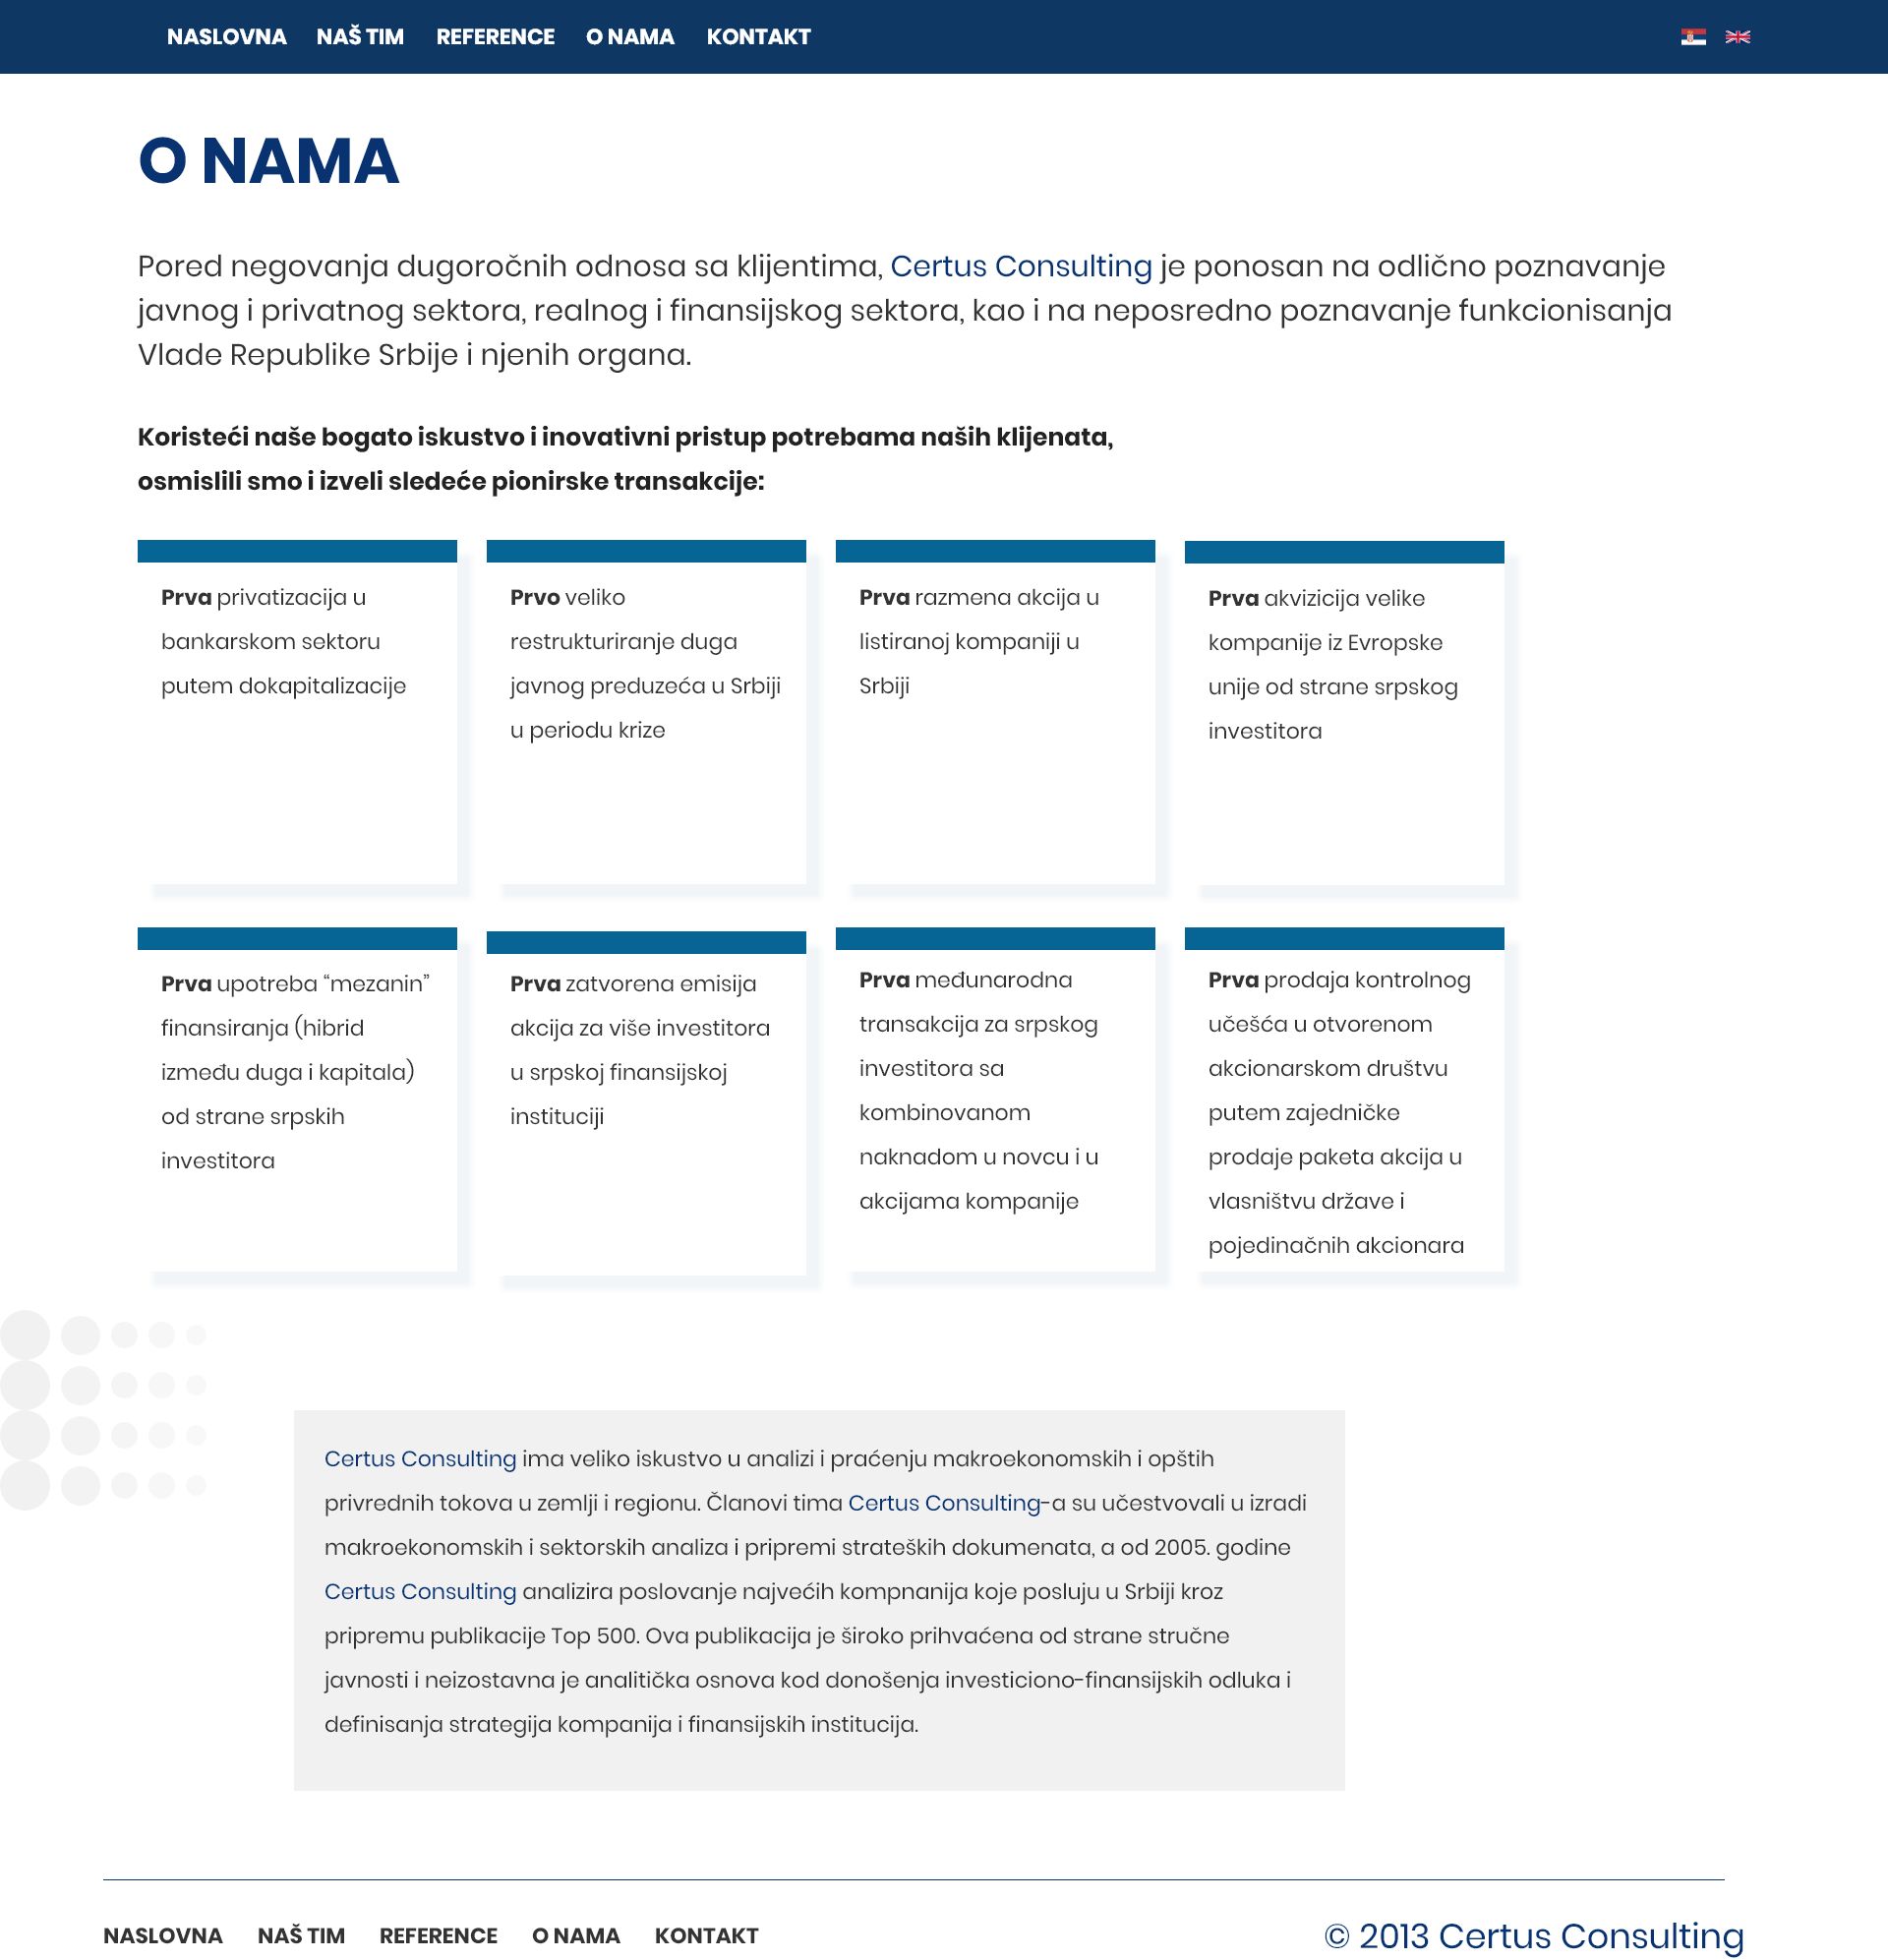 NASLOVNA NAŠ TIM REFERENCE O NAMA KONTAKT
O NAMA
Pored negovanja dugoročnih odnosa sa klijentima, Certus Consulting je ponosan na odlično poznavanje
javnog i privatnog sektora, realnog i finansijskog sektora, kao i na neposredno poznavanje funkcionisanja
Vlade Republike Srbije i njenih organa.
Koristeći naše bogato iskustvo i inovativni pristup potrebama naših klijenata,
osmislili smo i izveli sledeće pionirske transakcije:
Prva privatizacija u
bankarskom sektoru
putem dokapitalizacije
Prvo veliko
restrukturiranje duga
javnog preduzeća u Srbiji
u periodu krize
Prva razmena akcija u
listiranoj kompaniji u
Srbiji
Prva akvizicija velike
kompanije iz Evropske
unije od strane srpskog
investitora
Prva upotreba “mezanin”
finansiranja (hibrid
između duga i kapitala)
od strane srpskih
investitora
Prva zatvorena emisija
akcija za više investitora
u srpskoj finansijskoj
instituciji
Prva međunarodna
transakcija za srpskog
investitora sa
kombinovanom
naknadom u novcu i u
akcijama kompanije
Prva prodaja kontrolnog
učešća u otvorenom
akcionarskom društvu
putem zajedničke
prodaje paketa akcija u
vlasništvu države i
pojedinačnih akcionara
Certus Consulting ima veliko iskustvo u analizi i praćenju makroekonomskih i opštih
privrednih tokova u zemlji i regionu. Članovi tima Certus Consulting-a su učestvovali u izradi
makroekonomskih i sektorskih analiza i pripremi strateških dokumenata, a od 2005. godine
Certus Consulting analizira poslovanje najvećih kompnanija koje posluju u Srbiji kroz
pripremu publikacije Top 500. Ova publikacija je široko prihvaćena od strane stručne
javnosti i neizostavna je analitička osnova kod donošenja investiciono-finansijskih odluka i
definisanja strategija kompanija i finansijskih institucija.
NASLOVNA NAŠ TIM REFERENCE O NAMA KONTAKT
© 2013 Certus Consulting